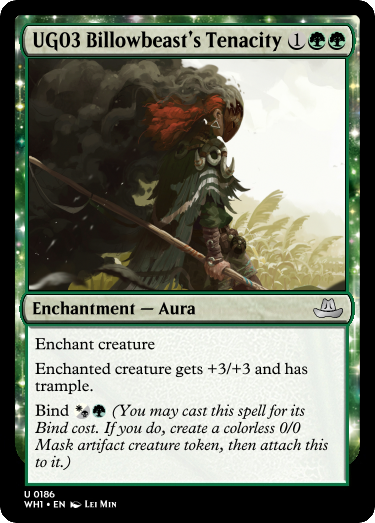 UG03 Billowbeast's Tenacity 1
Enchantment — Aura
Enchant creature
Enchanted creature gets +3/+3 and has
trample.
Bind (You may cast this spell for its
Bind cost. If you do, create a colorless 0/0
Mask artifact creature token, then attach this
to it.)
U 0186
WH1 • EN Lei Min